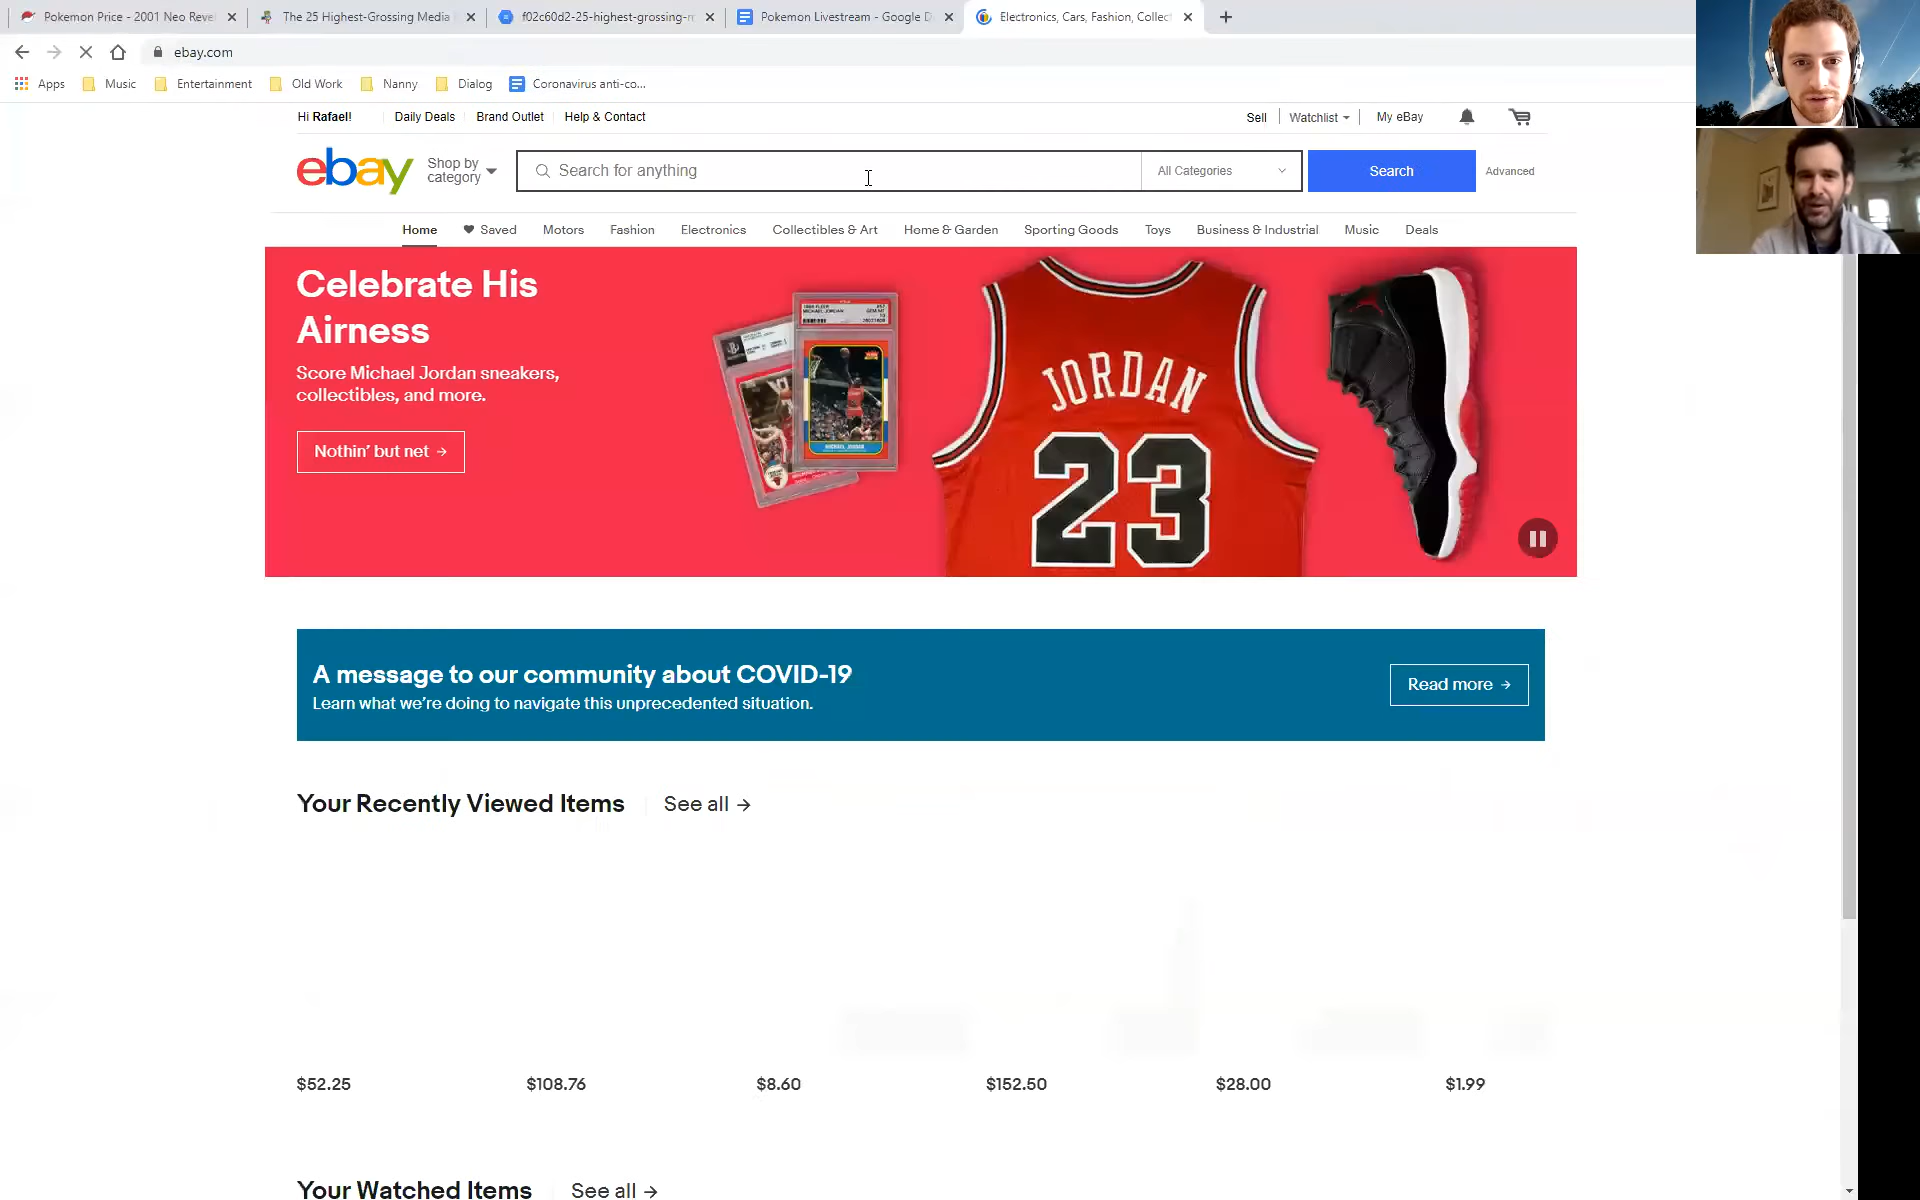 Pokemon Price - 2001 Neo Reve
The 25 Highest-Grossing Media
f02c60d2-25-highest-grossing-m
Pokemon Livestream - Google D
Electronics, Cars, Fashion, Collect
ebay.com
Apps
Music
Entertainment
Old Work
Nanny
Dialog
Coronavirus anti-co...
Hi Rafael!
Daily Deals
Brand Outlet
Help & Contact
Sell
Watchlist
My eBay
ebay
Shop by
category
Search for anything
All Categories
Search
Advanced
Home
Saved
Motors
Fashion
Electronics
Collectibles & Art
Home & Garden
Sporting Goods
Toys
Business & Industrial
Music
Deals
Celebrate His
Airness
Score Michael Jordan sneakers,
collectibles, and more.
Nothin' but net →
MICHAEL JORDAN
JORDAN
23
A message to our community about COVID-19
Learn what we're doing to navigate this unprecedented situation.
Read more →
Your Recently Viewed Items
See all →
$52.25
$108.76
$8.60
$152.50
$28.00
$1.99
Your Watched Items
See all →